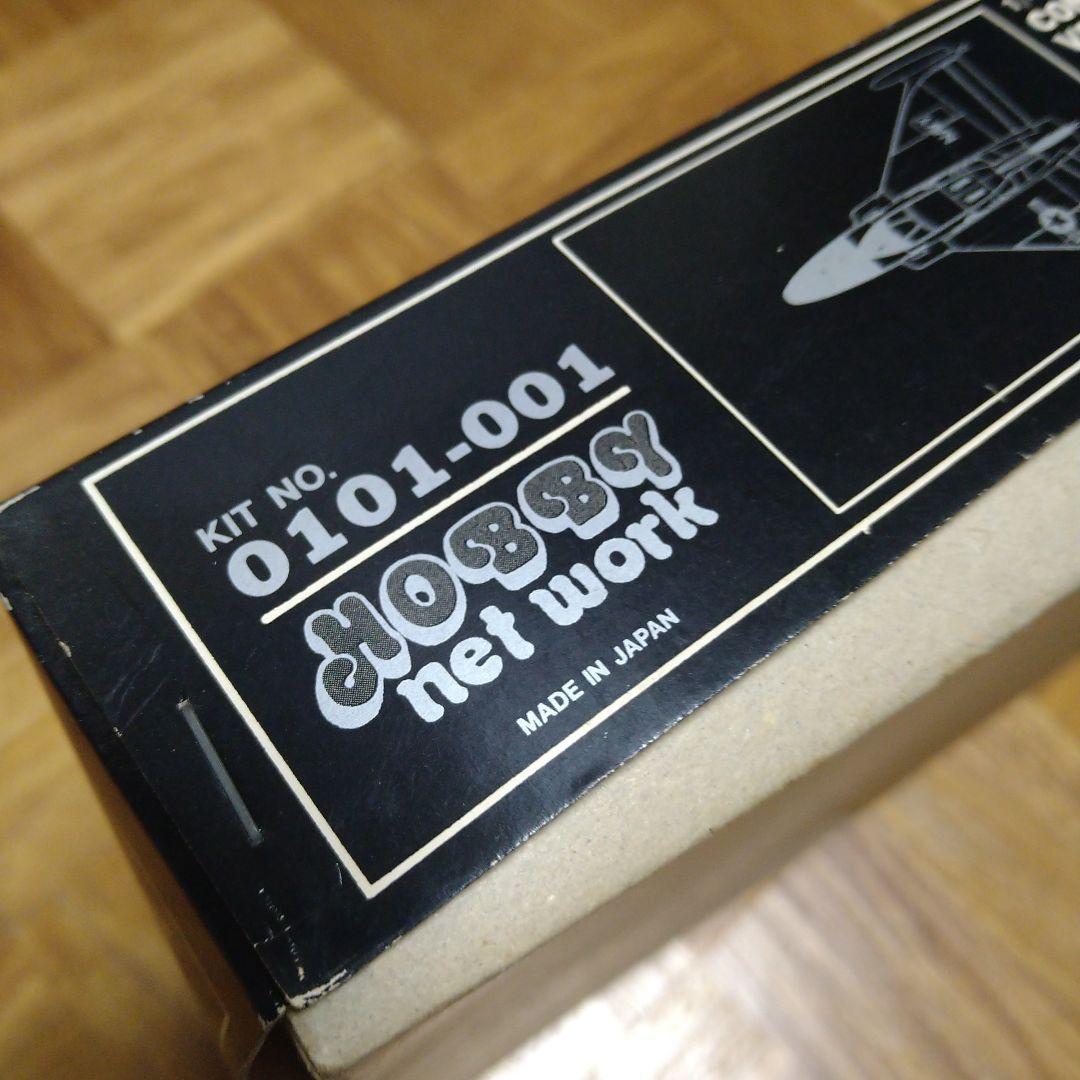 KIT NO.
0101-001
HOBBY
net work
MADE IN JAPAN